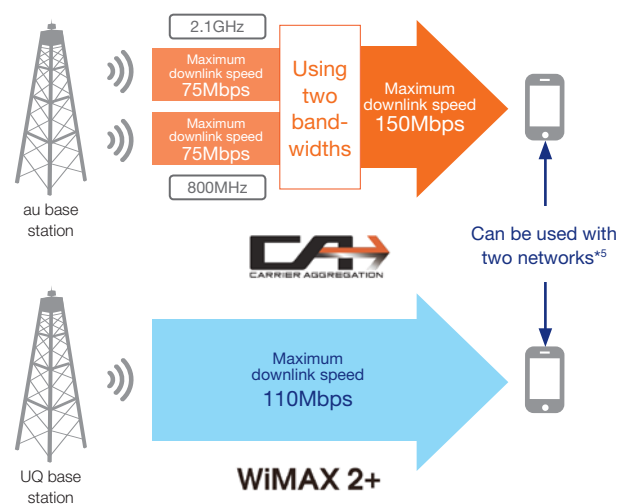 2.1GHz
Maximum
downlink speed
75Mbps
Maximum
downlink speed
75Mbps
800MHz
Using
two
band-
widths
Maximum
downlink speed
150Mbps
au base
station
CA
CARRIER AGGREGATION
Can be used with
two networks*5
Maximum
downlink speed
110Mbps
UQ base
station
WiMAX 2+